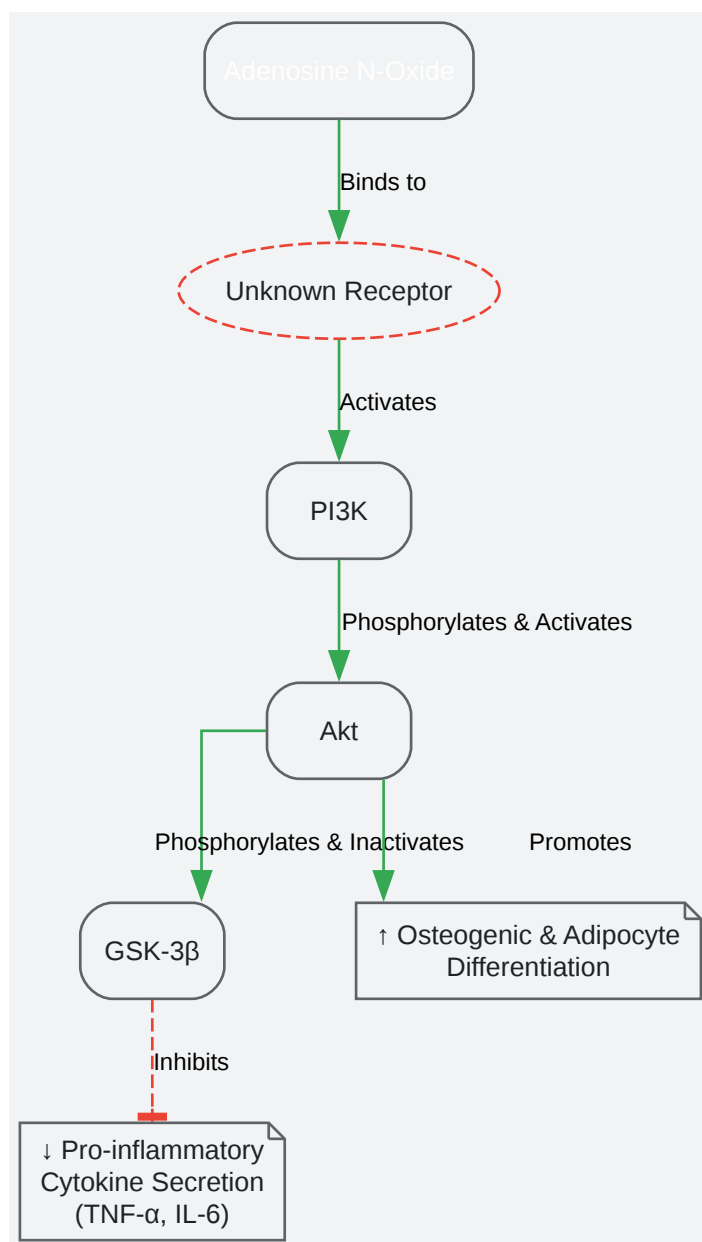 Adenosine N-Oxide
Binds to
Unknown Receptor
Activates
PI3K
Phosphorylates & Activates
Akt
Phosphorylates & Inactivates
Promotes
GSK-3β
↑ Osteogenic & Adipocyte
Differentiation
Inhibits
↓ Pro-inflammatory
Cytokine Secretion
(TNF-α, IL-6)